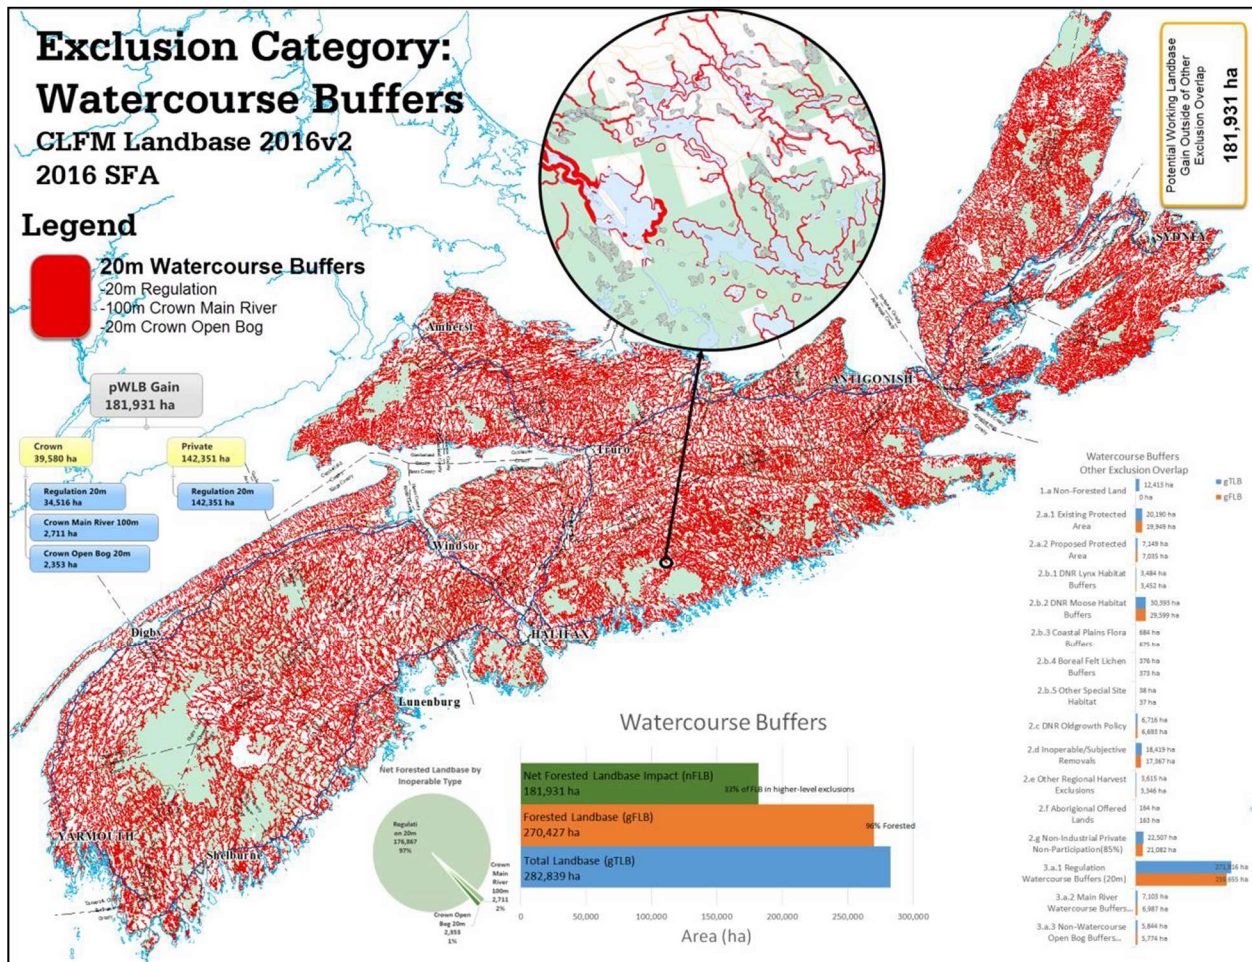 Exclusion Category:
Watercourse Buffers
CLFM Landbase 2016v2
2016 SFA
Legend
20m Watercourse Buffers
-20m Regulation
-100m Crown Main River
-20m Crown Open Bog
Potential Working Landbase
Gain Outside of Other
Exclusion Overlap
181,931 ha
pWLB Gain
181,931 ha
Crown
39,580 ha
Private
142,351 ha
Regulation 20m
34,516 ha
Regulation 20m
142,351 ha
Crown Main River 100m
2,711 ha
Crown Open Bog 20m
2,353 ha
Amherst
SYDNEY
ANTIGONISH
Truro
Windsor
Digby
HALIFAX
Lunenburg
YARMOUTH
Shelburne
Watercourse Buffers
Other Exclusion Overlap
gTLB
gFLB
1.a Non-Forested Land
12,413 ha
0 ha
2.a.1 Existing Protected
Area
20,190 ha
19,949 ha
2.a.2 Proposed Protected
Area
7,149 ha
7,035 ha
2.b.1 DNR Lynx Habitat
Buffers
3,484 ha
3,452 ha
2.b.2 DNR Moose Habitat
Buffers
30,393 ha
29,599 ha
2.b.3 Coastal Plains Flora
Buffers
684 ha
675 ha
2.b.4 Boreal Felt Lichen
Buffers
376 ha
373 ha
2.b.5 Other Special Site
Habitat
38 ha
37 ha
2.c DNR Oldgrowth Policy
6,716 ha
6,693 ha
2.d Inoperable/Subjective
Removals
18,419 ha
17,367 ha
2.e Other Regional Harvest
Exclusions
3,615 ha
2.f Aborigional Offered
Lands
164 ha
163 ha
2.g Non-Industrial Private
Non-Participation(85%)
22,507 ha
21,082 ha
3.a.1 Regulation
Watercourse Buffers (20m)
3.a.2 Main River
Watercourse Buffers...
7,103 ha
6,987 ha
3.a.3 Non-Watercourse
Open Bog Buffers...
5,844 ha
5,774 ha
Net Forested Landbase by
Inoperable Type
Regulati
on 20m
176,867
97%
Crown
Main
River
100m
2,711
2%
Crown Open
Bog 20m
2,353
1%
Watercourse Buffers
Net Forested Landbase Impact (nFLB)
181,931 ha
33% of FLB in higher-level exclusions
Forested Landbase (gFLB)
270,427 ha
96% Forested
Total Landbase (gTLB)
282,839 ha
0
50,000
100,000
150,000
200,000
250,000
300,000
Area (ha)